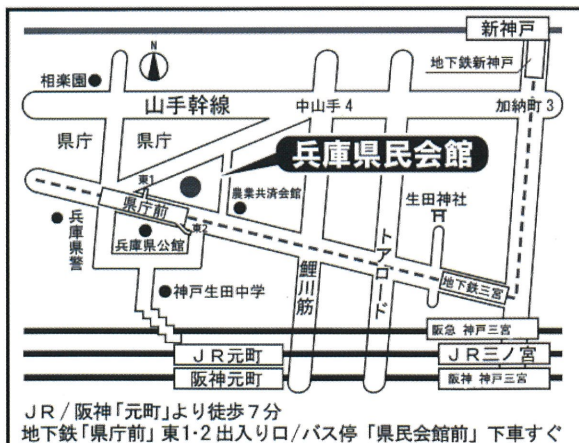 新神戸
地下鉄新神戸
N
相楽園
山手幹線
中山手4
加納町3
県庁
県庁
兵庫県民会館
東1
農業共済会館
生田神社
県庁前
東2
兵庫県警
兵庫県公館
トアロード
鯉川筋
神戸生田中学
地下鉄三宮
阪急 神戸三宮
JR元町
JR三ノ宮
阪神元町
阪神 神戸三宮
JR/阪神「元町」より徒歩7分
地下鉄「県庁前」東1・2出入り口/バス停「県民会館前」下車すぐ